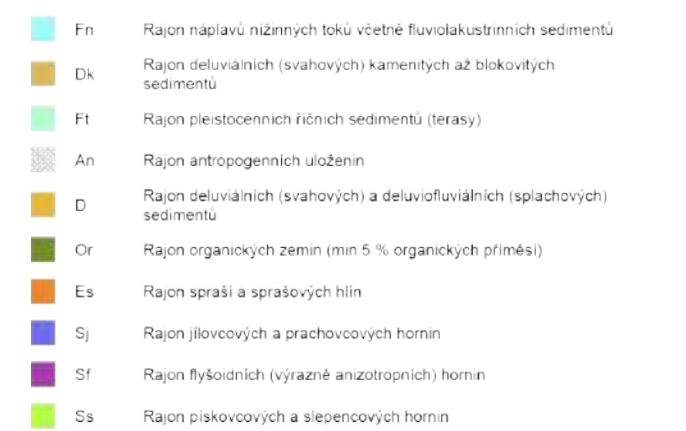 Fn Rajon náplavů nížinných toků včetně fluviolakustrinních sedimentů
Dk Rajon deluviálních (svahových) kamenitých až blokovitých
sedimentů
Ft Rajon pleistocénních říčních sedimentů (terasy)
An Rajon antropogenních uloženin
D Rajon deluviálních (svahových) a deluviofluviálních (splachových)
sedimentů
Or Rajon organických zemin (min 5 % organických příměsí)
Es Rajon spraší a sprašových hlín
Sj Rajon jílovcových a prachovcových hornin
Sf Rajon flyšoidních (výrazně anizotropních) hornin
Ss Rajon pískovcových a slepencových hornin